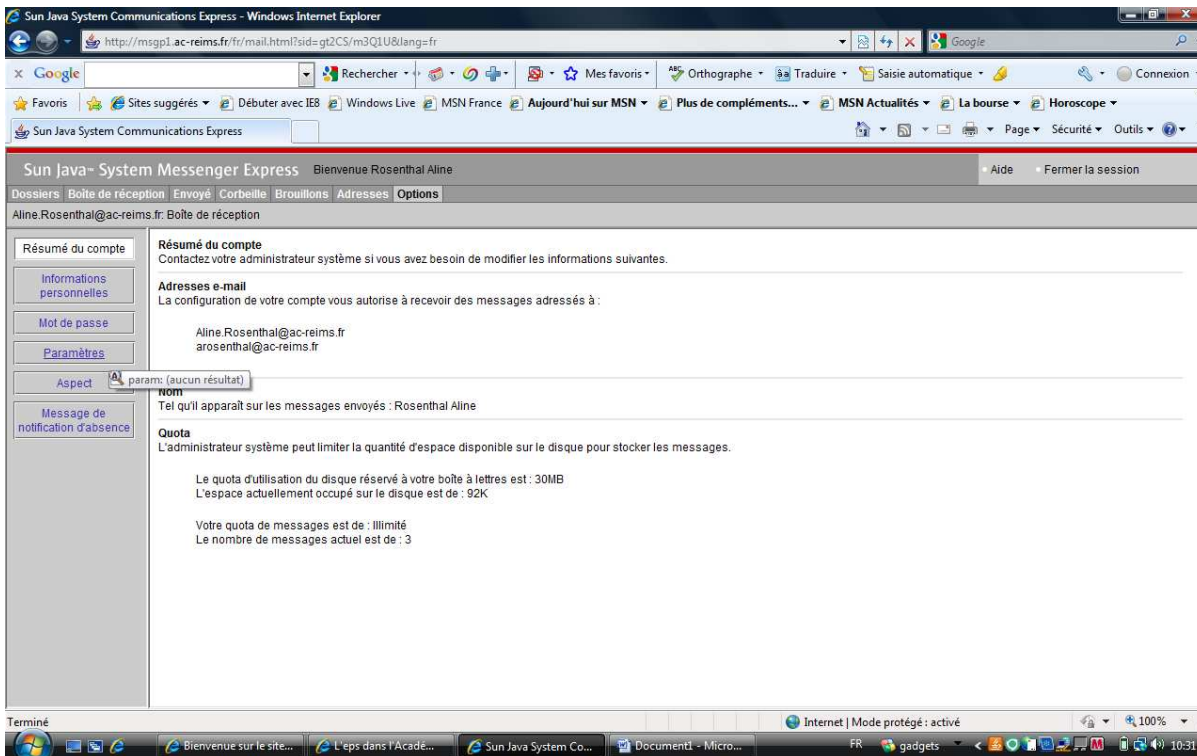 Sun Java System Communications Express - Windows Internet Explorer
http://msgp1.ac-reims.fr/fr/mail.html?sid=gt2CS/m3Q1U&lang=fr
Google
x Google Rechercher Mes favoris Orthographe Traduire Saisie automatique Connexion
Favoris Sites suggérés Débuter avec IE8 Windows Live MSN France Aujourd'hui sur MSN Plus de compléments... MSN Actualités La bourse Horoscope
Sun Java System Communications Express Page Sécurité Outils
Sun Java™ System Messenger Express Bienvenue Rosenthal Aline Aide Fermer la session
Dossiers Boîte de réception Envoyé Corbeille Brouillons Adresses Options
Aline.Rosenthal@ac-reims.fr: Boîte de réception
Résumé du compte
Informations
personnelles
Mot de passe
Paramètres
Aspect
param: (aucun résultat)
Message de
notification d'absence
Résumé du compte
Contactez votre administrateur système si vous avez besoin de modifier les informations suivantes.
Adresses e-mail
La configuration de votre compte vous autorise à recevoir des messages adressés à :
Aline.Rosenthal@ac-reims.fr
arosenthal@ac-reims.fr
Nom
Tel qu'il apparaît sur les messages envoyés : Rosenthal Aline
Quota
L'administrateur système peut limiter la quantité d'espace disponible sur le disque pour stocker les messages.
Le quota d'utilisation du disque réservé à votre boîte à lettres est : 30MB
L'espace actuellement occupé sur le disque est de : 92K
Votre quota de messages est de : Illimité
Le nombre de messages actuel est de : 3
Terminé Internet | Mode protégé : activé 100%
Bienvenue sur le site... L'eps dans l'Acadé... Sun Java System Co... Document1 - Micro... FR gadgets 10:31